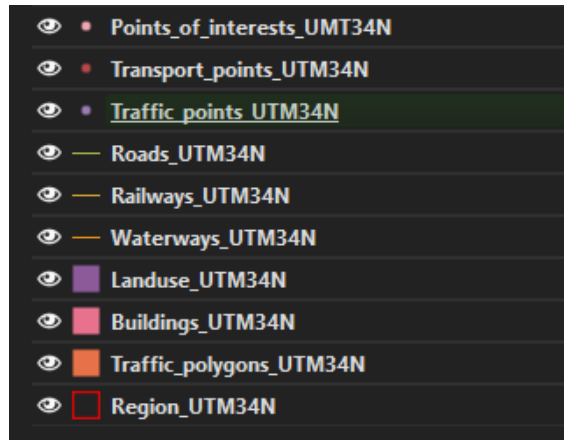 Points_of_interests_UMT34N
Transport_points_UTM34N
Traffic_points_UTM34N
Roads_UTM34N
Railways_UTM34N
Waterways_UTM34N
Landuse_UTM34N
Buildings_UTM34N
Traffic_polygons_UTM34N
Region_UTM34N